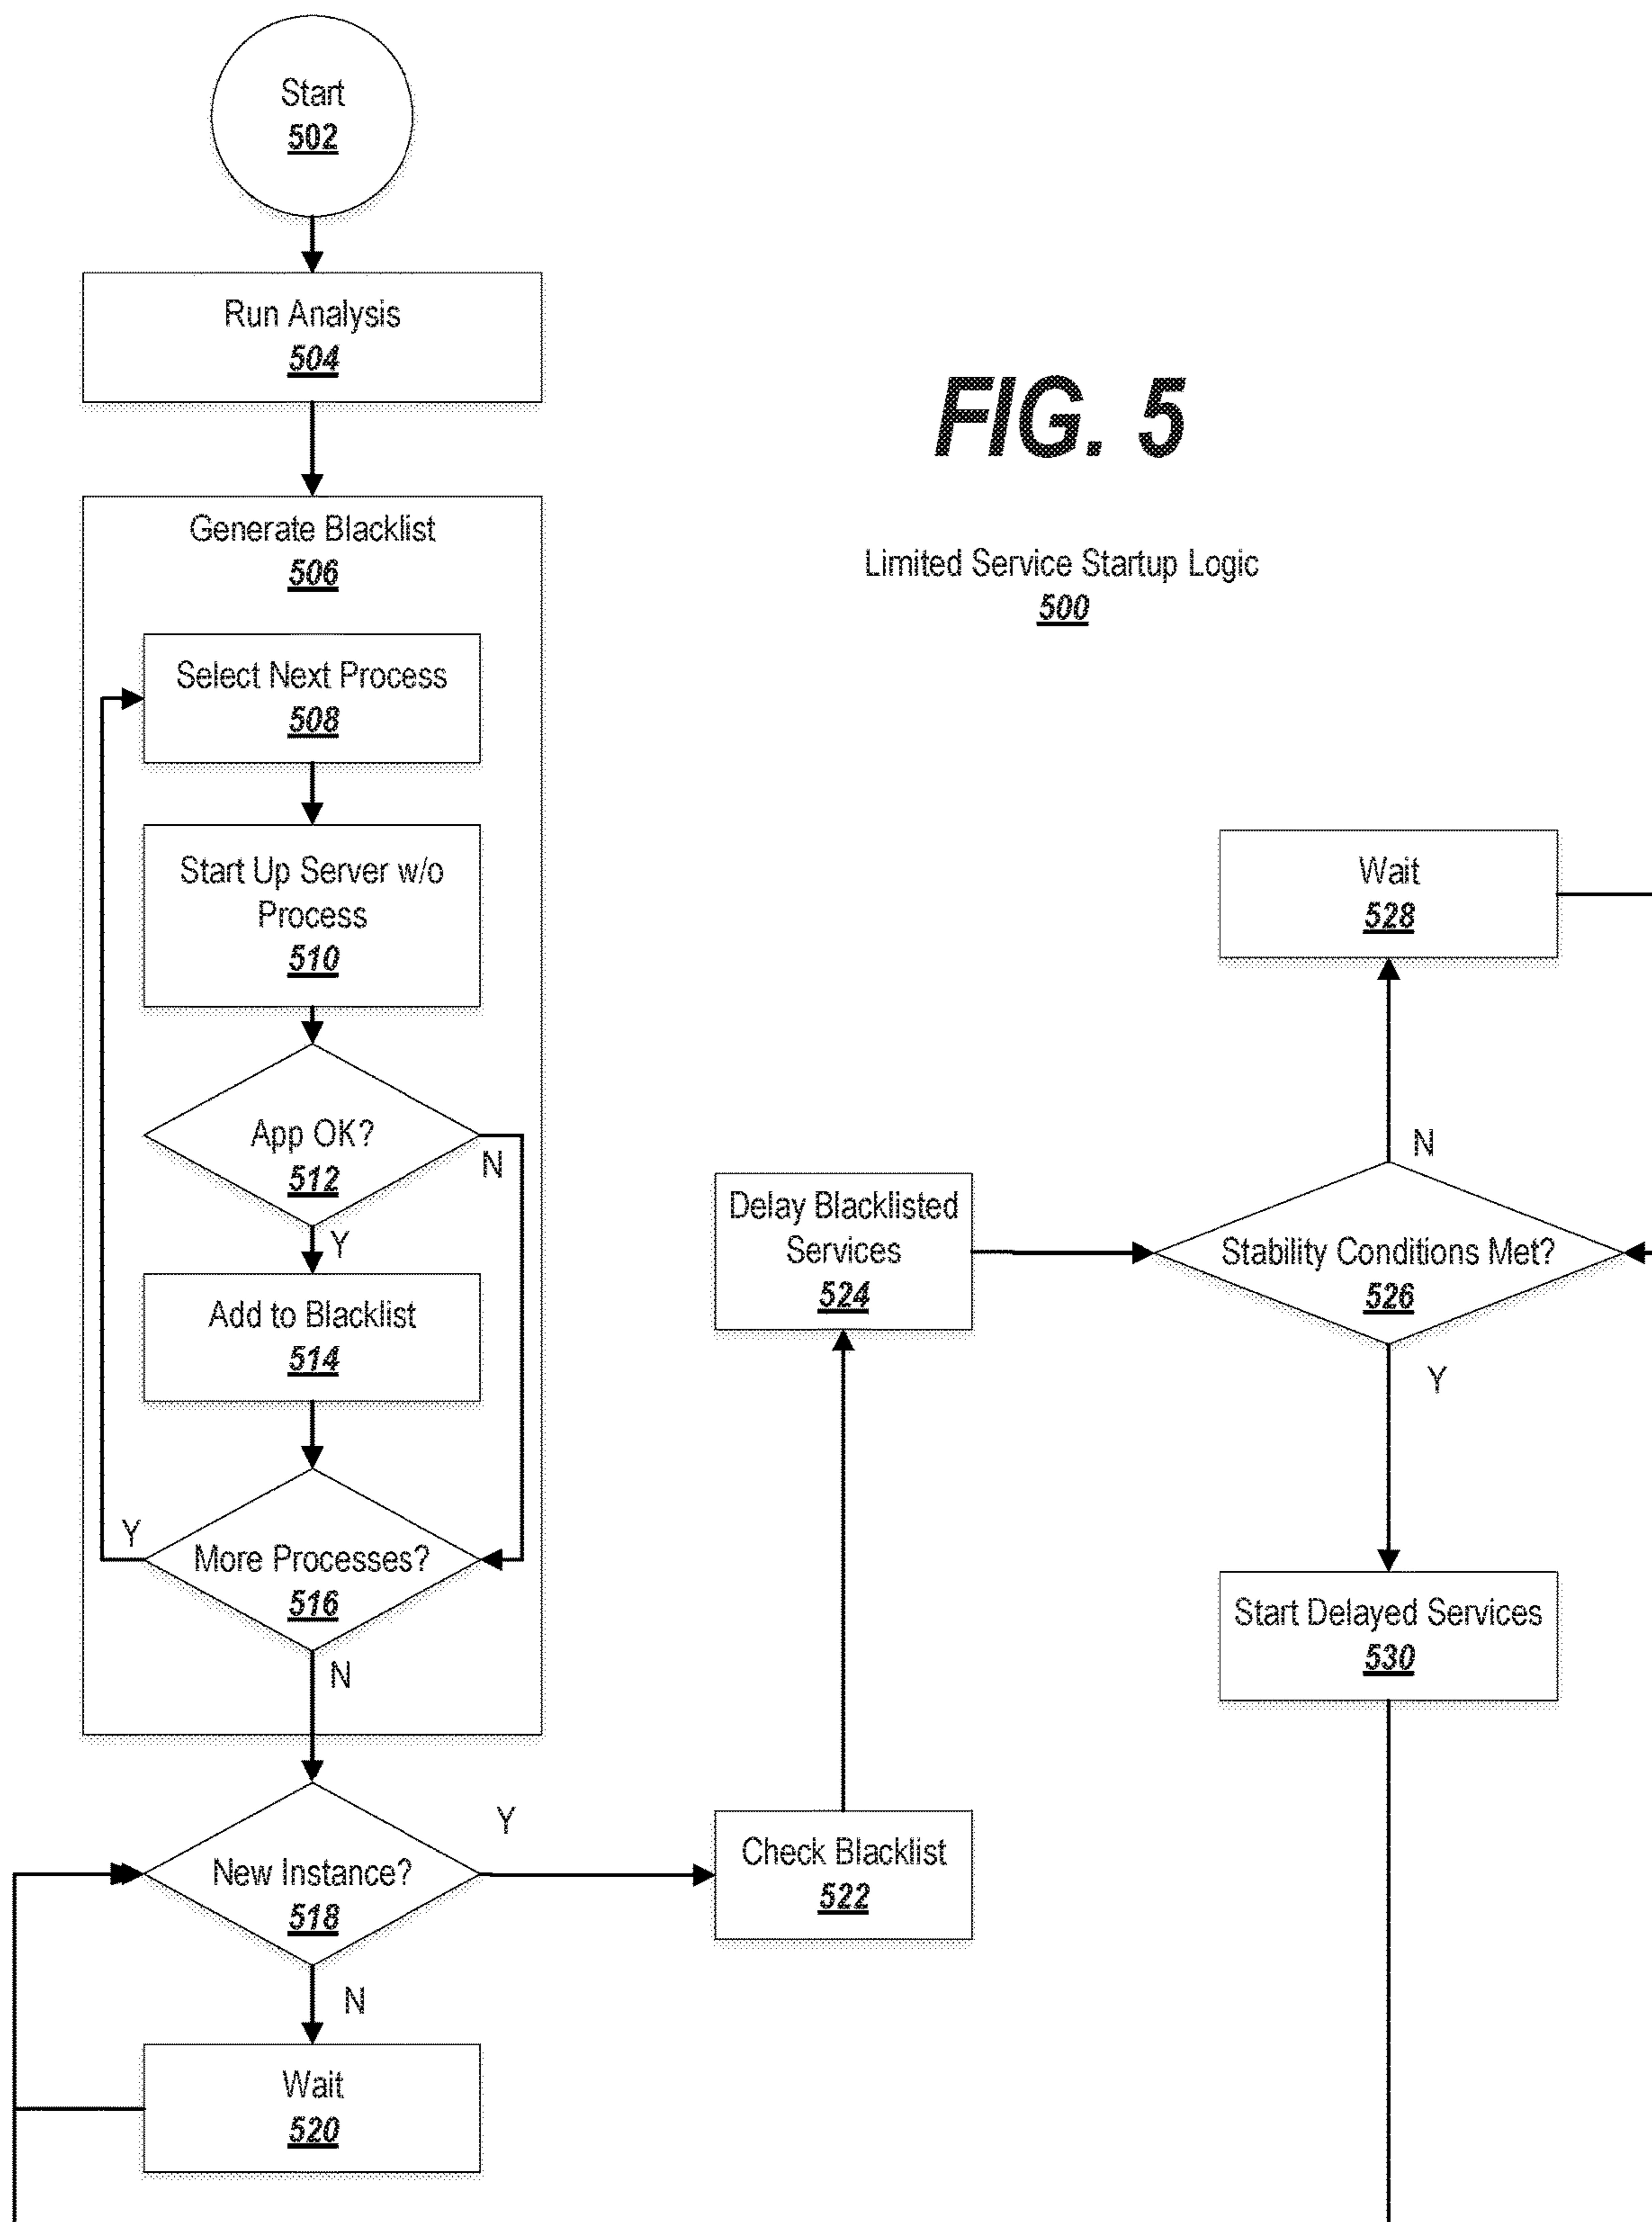 Start
502
Run Analysis
504
FIG. 5
Limited Service Startup Logic
500
Generate Blacklist
506
Select Next Process
508
Start Up Server w/o
Process
510
App OK?
512
N
Y
Add to Blacklist
514
More Processes?
516
Y
N
New Instance?
518
Y
N
Wait
520
Check Blacklist
522
Delay Blacklisted
Services
524
Stability Conditions Met?
526
N
Y
Wait
528
Start Delayed Services
530